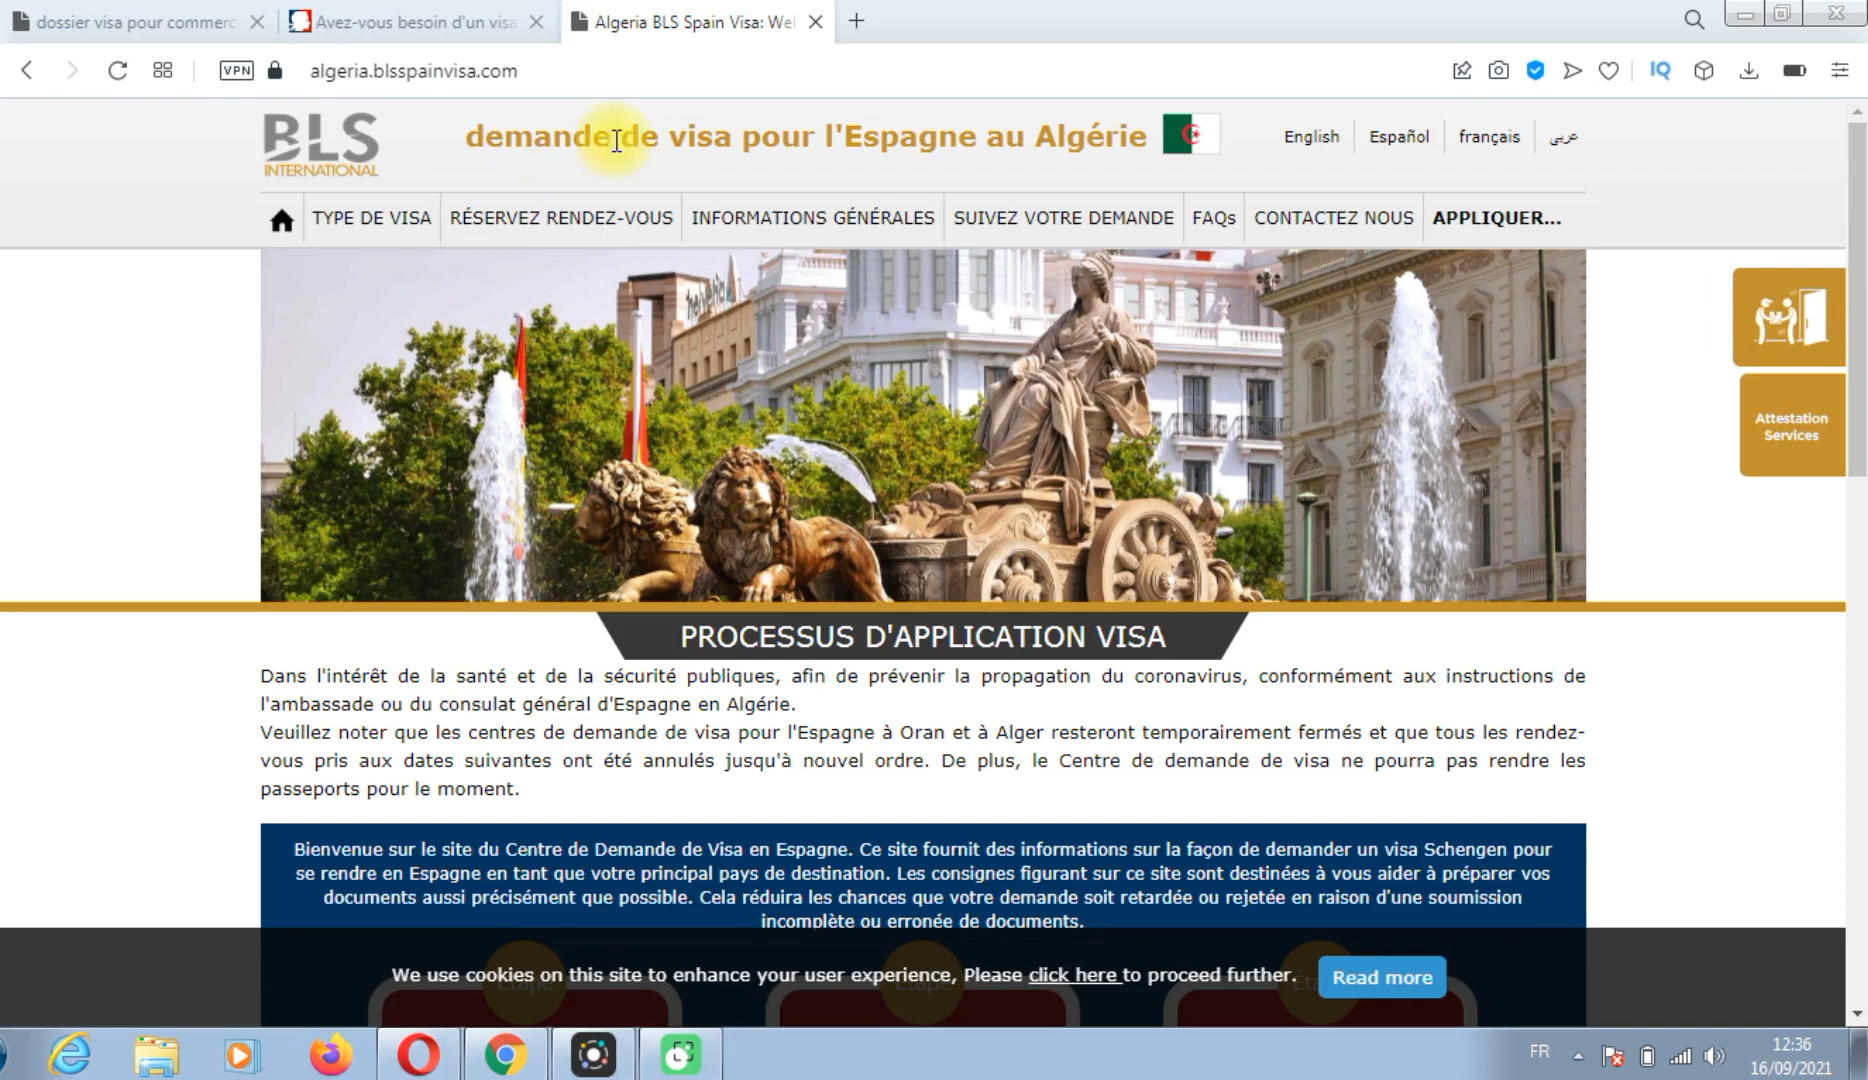 dossier visa pour commerc
Avez-vous besoin d'un visa
Algeria BLS Spain Visa: Wel
VPN
algeria.blsspainvisa.com
IQ
BLS
INTERNATIONAL
demande de visa pour l'Espagne au Algérie
English
Español
français
عربى
TYPE DE VISA
RÉSERVEZ RENDEZ-VOUS
INFORMATIONS GÉNÉRALES
SUIVEZ VOTRE DEMANDE
FAQs
CONTACTEZ NOUS
APPLIQUER...
helvetia
Attestation
Services
PROCESSUS D'APPLICATION VISA
Dans l'intérêt de la santé et de la sécurité publiques, afin de prévenir la propagation du coronavirus, conformément aux instructions de
l'ambassade ou du consulat général d'Espagne en Algérie.
Veuillez noter que les centres de demande de visa pour l'Espagne à Oran et à Alger resteront temporairement fermés et que tous les rendez-
vous pris aux dates suivantes ont été annulés jusqu'à nouvel ordre. De plus, le Centre de demande de visa ne pourra pas rendre les
passeports pour le moment.
Bienvenue sur le site du Centre de Demande de Visa en Espagne. Ce site fournit des informations sur la façon de demander un visa Schengen pour
se rendre en Espagne en tant que votre principal pays de destination. Les consignes figurant sur ce site sont destinées à vous aider à préparer vos
documents aussi précisément que possible. Cela réduira les chances que votre demande soit retardée ou rejetée en raison d'une soumission
incomplète ou erronée de documents.
We use cookies on this site to enhance your user experience, Please click here to proceed further.
Read more
Etape
Etape
FR
12:36
16/09/2021